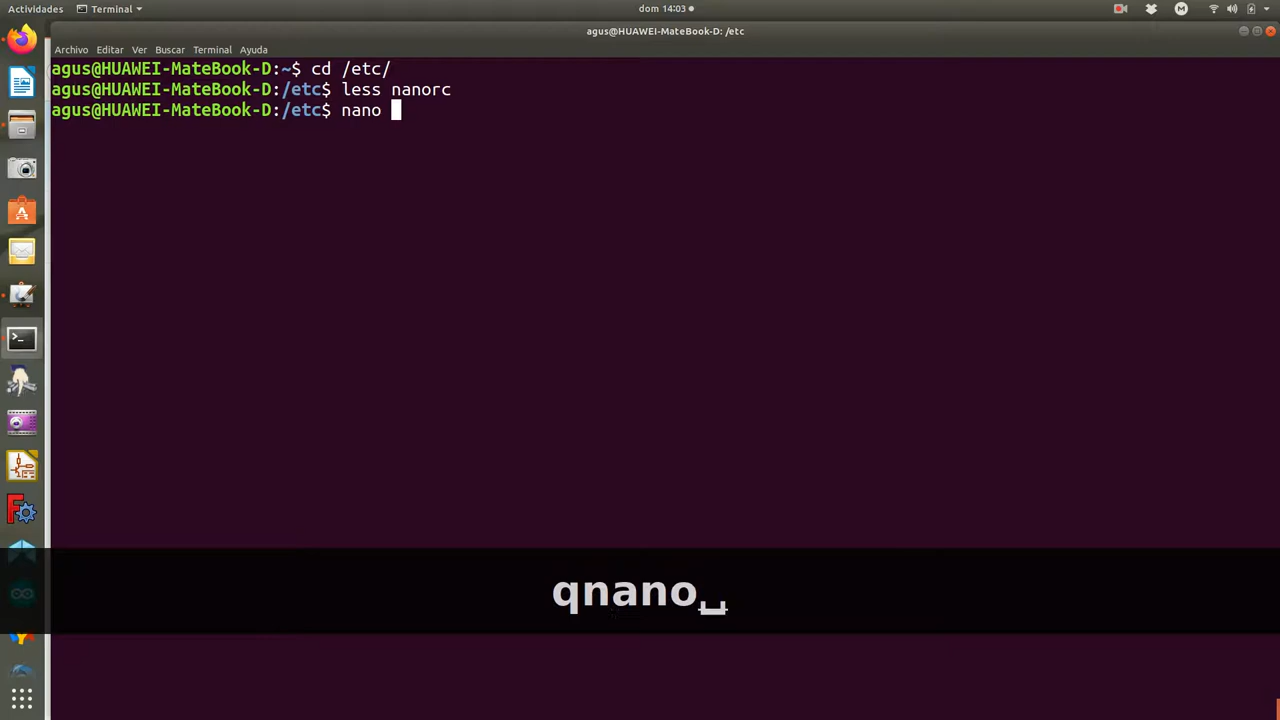 Actividades Terminal dom 14:03
agus@HUAWEI-MateBook-D: /etc
Archivo Editar Ver Buscar Terminal Ayuda
agus@HUAWEI-MateBook-D:~$ cd /etc/
agus@HUAWEI-MateBook-D:/etc$ less nanorc
agus@HUAWEI-MateBook-D:/etc$ nano
qnano␣